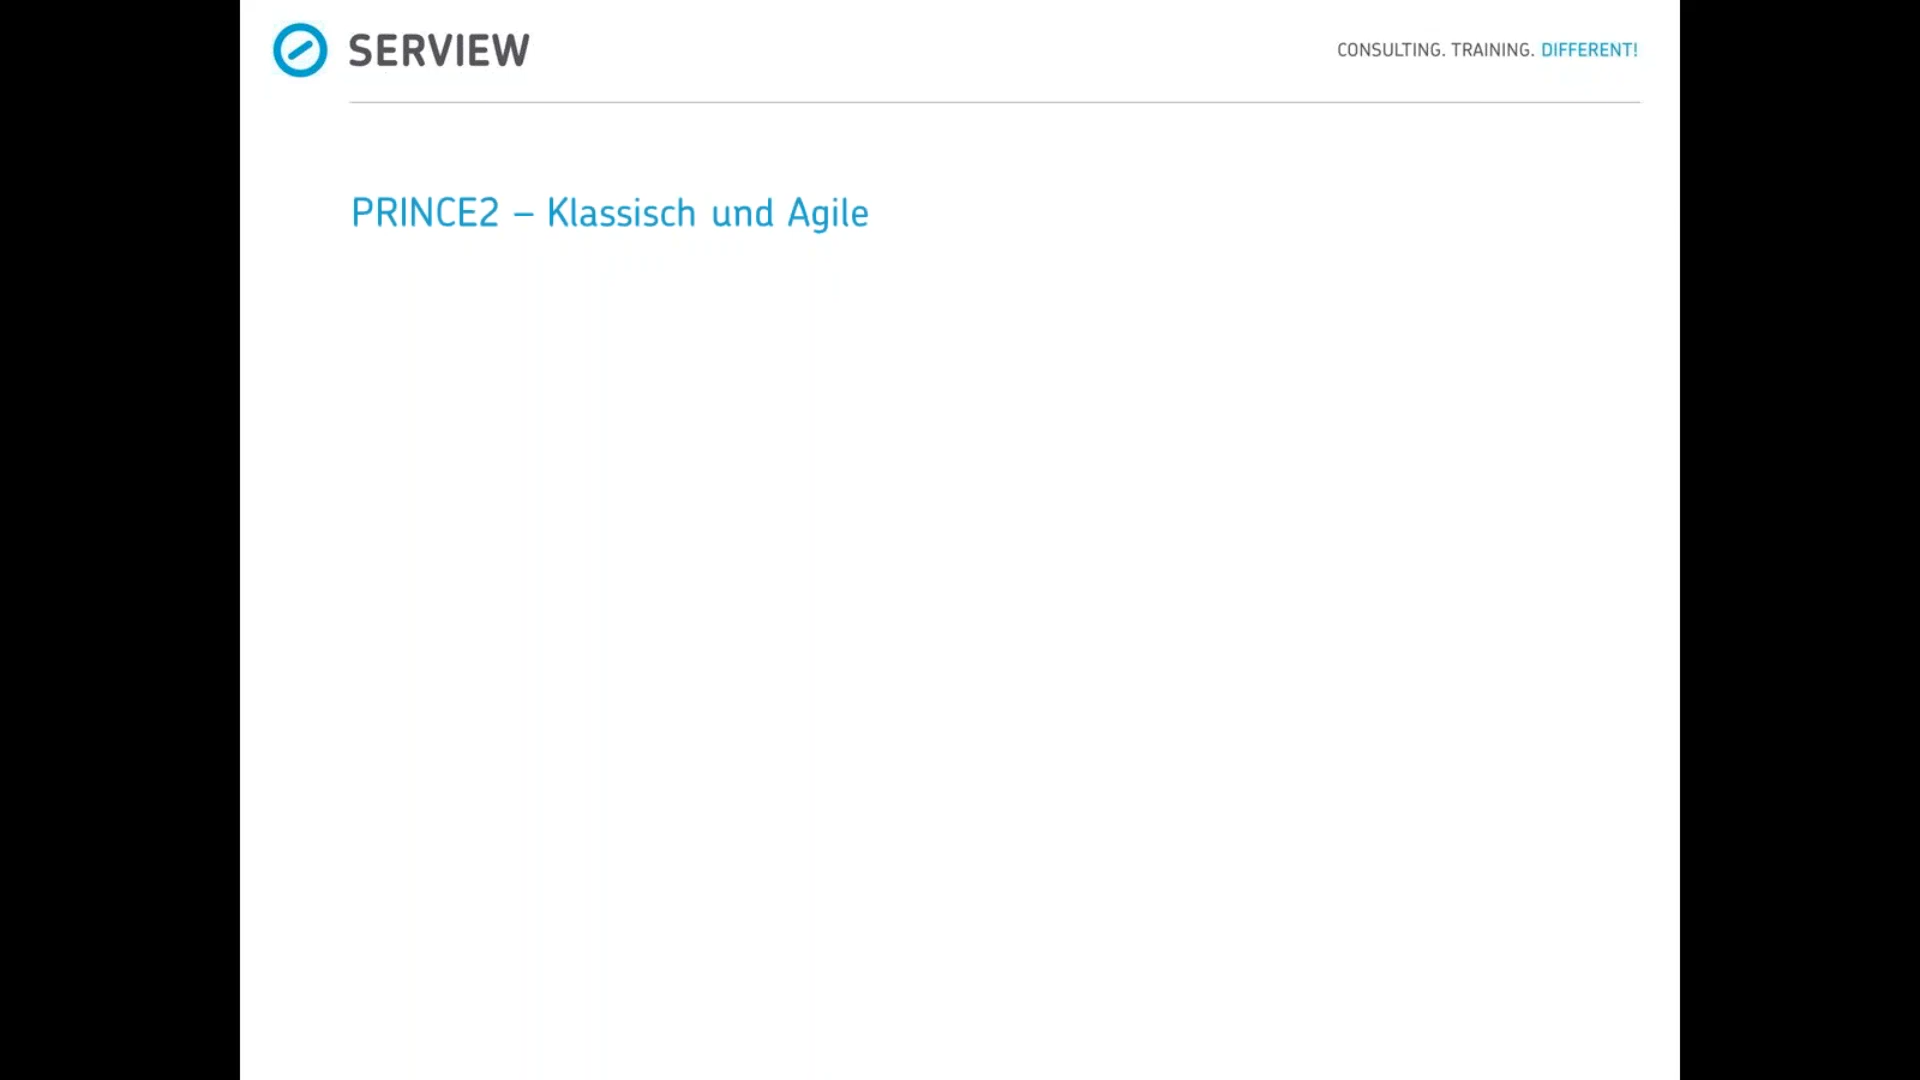 SERVIEW
CONSULTING. TRAINING. DIFFERENT!
PRINCE2 – Klassisch und Agile